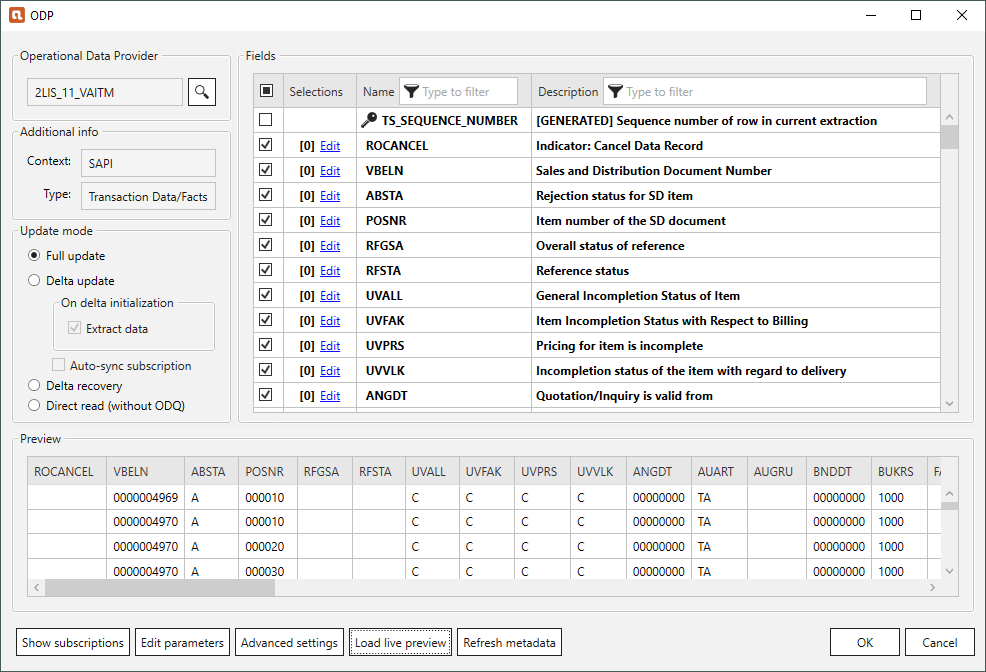 ODP
Operational Data Provider
2LIS_11_VAITM
Additional info
Context: SAPI
Type: Transaction Data/Facts
Update mode
Full update
Delta update
On delta initialization
Extract data
Auto-sync subscription
Delta recovery
Direct read (without ODQ)
Fields
Selections Name Type to filter Description Type to filter
TS_SEQUENCE_NUMBER [GENERATED] Sequence number of row in current extraction
[0] Edit ROCANCEL Indicator: Cancel Data Record
[0] Edit VBELN Sales and Distribution Document Number
[0] Edit ABSTA Rejection status for SD item
[0] Edit POSNR Item number of the SD document
[0] Edit RFGSA Overall status of reference
[0] Edit RFSTA Reference status
[0] Edit UVALL General Incompletion Status of Item
[0] Edit UVFAK Item Incompletion Status with Respect to Billing
[0] Edit UVPRS Pricing for item is incomplete
[0] Edit UVVLK Incompletion status of the item with regard to delivery
[0] Edit ANGDT Quotation/Inquiry is valid from
Preview
ROCANCEL VBELN ABSTA POSNR RFGSA RFSTA UVALL UVFAK UVPRS UVVLK ANGDT AUART AUGRU BNDDT BUKRS
0000004969 A 000010 C C C C 00000000 TA 00000000 1000
0000004970 A 000010 C C C C 00000000 TA 00000000 1000
0000004970 A 000020 C C C C 00000000 TA 00000000 1000
0000004970 A 000030 C C C C 00000000 TA 00000000 1000
Show subscriptions Edit parameters Advanced settings Load live preview Refresh metadata OK Cancel